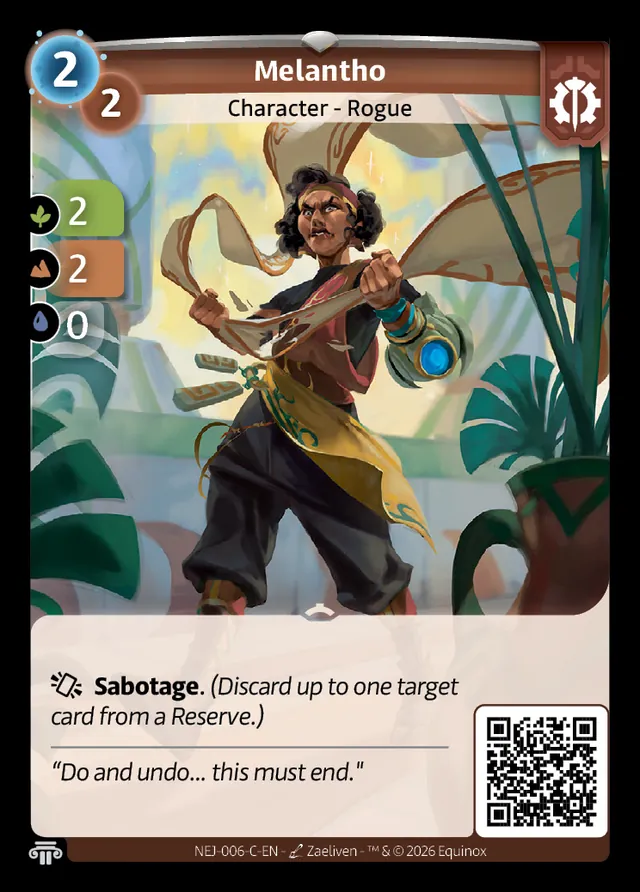 2
Melantho
2
Character - Rogue
2
2
0
Sabotage. (Discard up to one target
card from a Reserve.)
“Do and undo... this must end."
NEJ-006-C-EN - Zaeliven - ™ & © 2026 Equinox